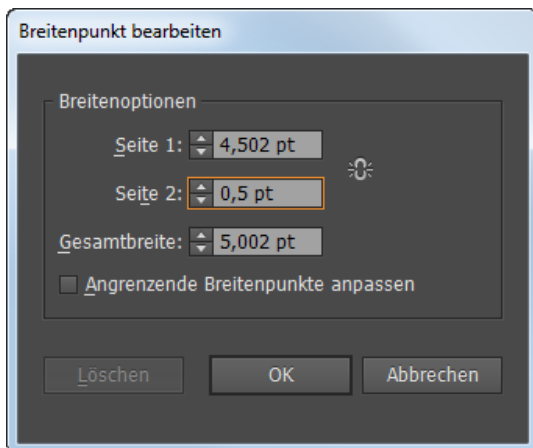 Breitenpunkt bearbeiten
Breitenoptionen
Seite 1: 4,502 pt
Seite 2: 0,5 pt
Gesamtbreite: 5,002 pt
Angrenzende Breitenpunkte anpassen
Löschen OK Abbrechen